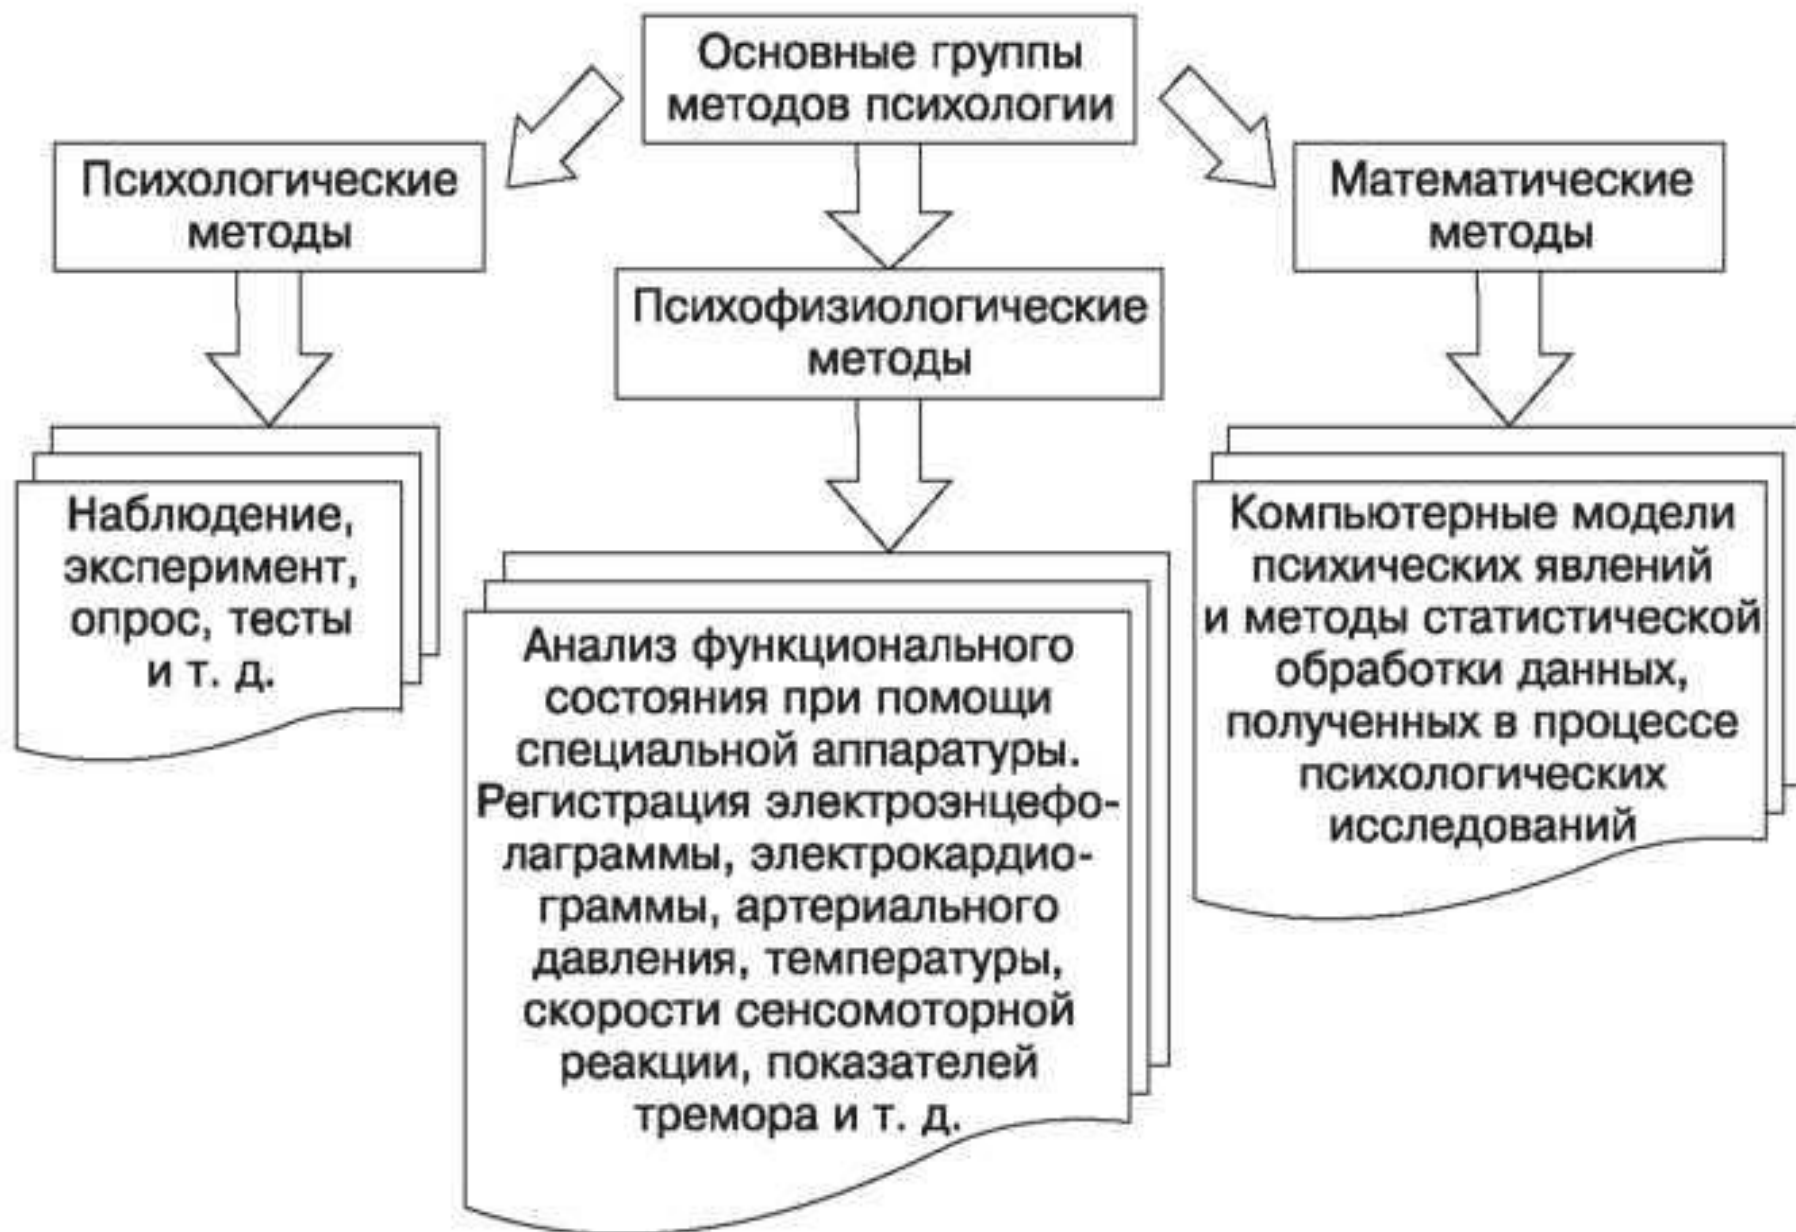 Основные группы
методов психологии
Психологические
методы
Наблюдение,
эксперимент,
опрос, тесты
и т. д.
Психофизиологические
методы
Анализ функционального
состояния при помощи
специальной аппаратуры.
Регистрация электроэнцефо-
лаграммы, электрокардио-
граммы, артериального
давления, температуры,
скорости сенсомоторной
реакции, показателей
тремора и т. д.
Математические
методы
Компьютерные модели
психических явлений
и методы статистической
обработки данных,
полученных в процессе
психологических
исследований